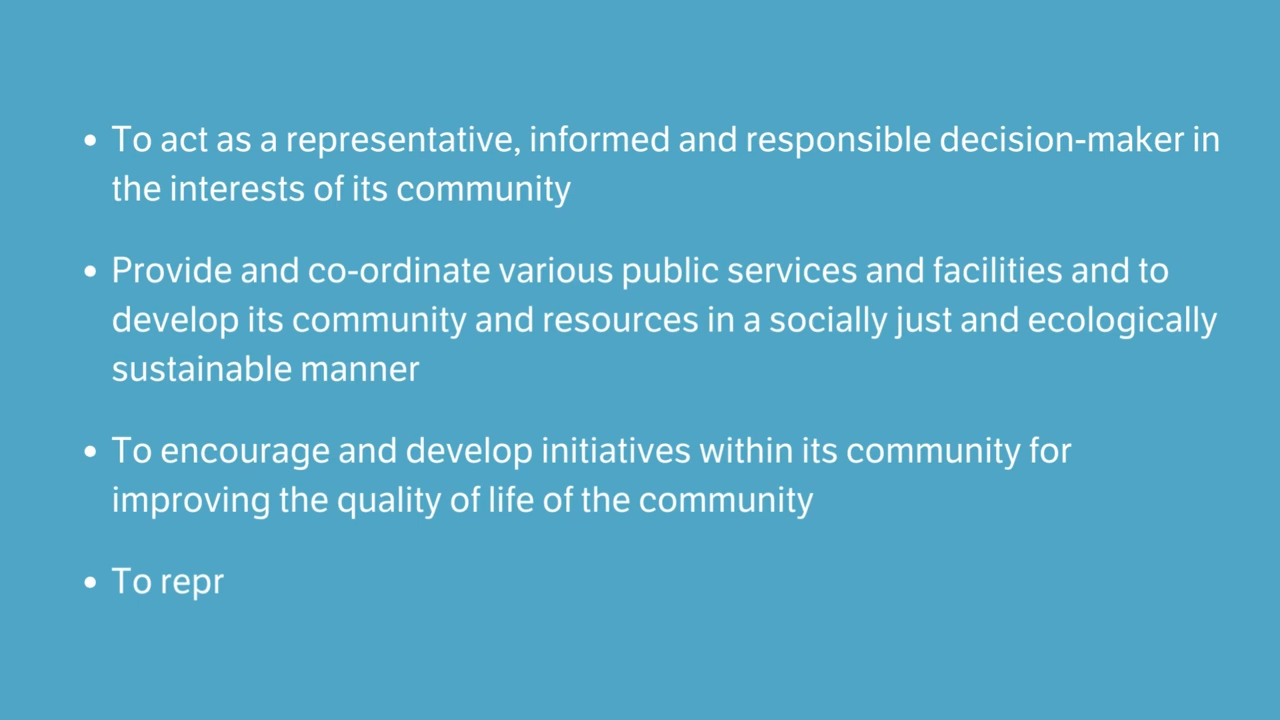 • To act as a representative, informed and responsible decision-maker in
the interests of its community
• Provide and co-ordinate various public services and facilities and to
develop its community and resources in a socially just and ecologically
sustainable manner
• To encourage and develop initiatives within its community for
improving the quality of life of the community
• To repr